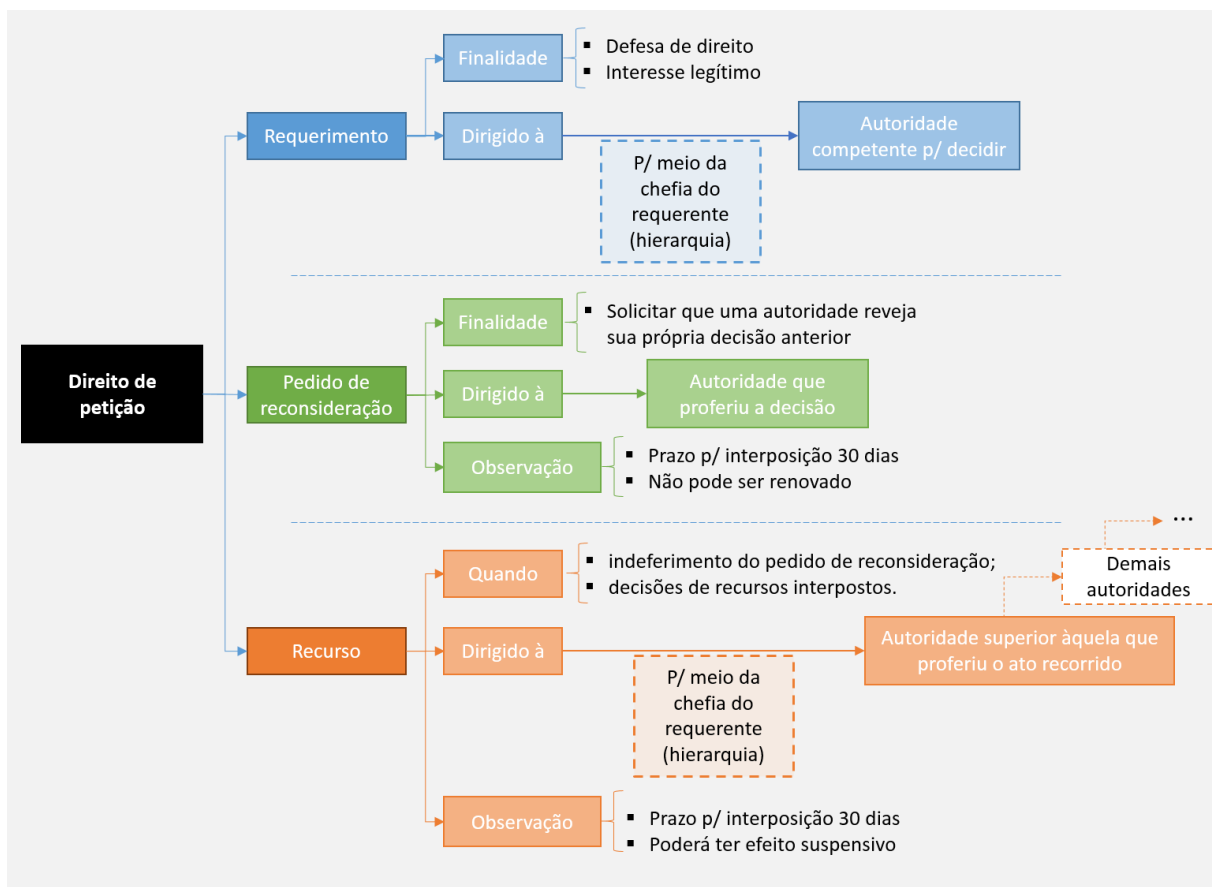 Direito de
petição
Requerimento
Finalidade
▪ Defesa de direito
▪ Interesse legítimo
Dirigido à
P/ meio da
chefia do
requerente
(hierarquia)
Autoridade
competente p/ decidir
Pedido de
reconsideração
Finalidade
▪ Solicitar que uma autoridade reveja
sua própria decisão anterior
Dirigido à
Autoridade que
proferiu a decisão
Observação
▪ Prazo p/ interposição 30 dias
▪ Não pode ser renovado
Recurso
Quando
▪ indeferimento do pedido de reconsideração;
▪ decisões de recursos interpostos.
Dirigido à
P/ meio da
chefia do
requerente
(hierarquia)
Autoridade superior àquela que
proferiu o ato recorrido
Demais
autoridades
...
Observação
▪ Prazo p/ interposição 30 dias
▪ Poderá ter efeito suspensivo